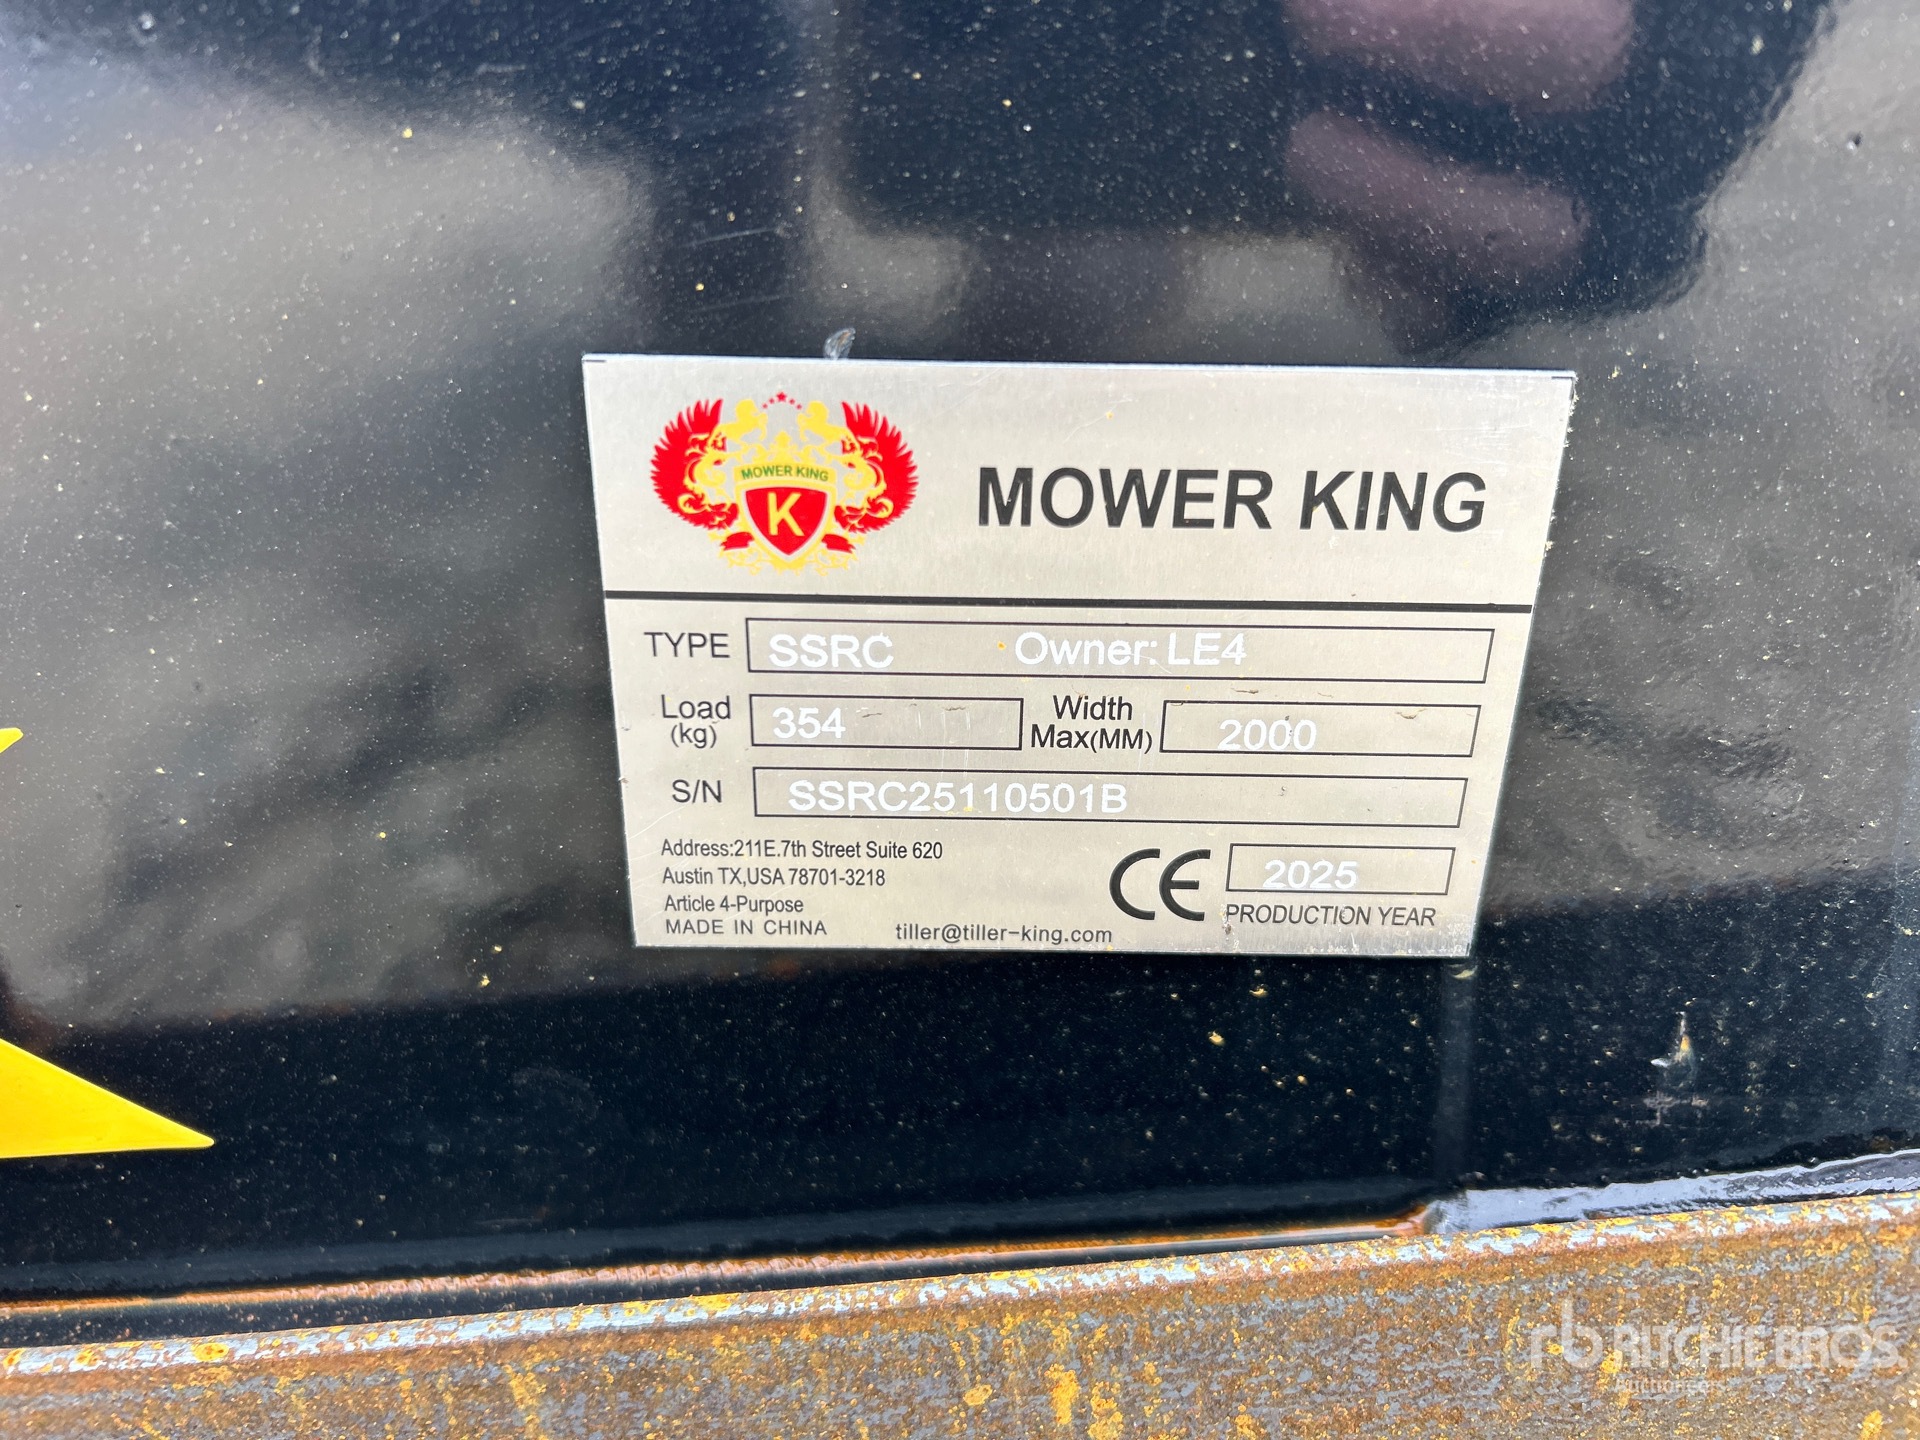 MOWER KING
K
MOWER KING
TYPE SSRC Owner: LE4
Load (kg) 354 Width Max(MM) 2000
S/N SSRC25110501B
Address:211E.7th Street Suite 620
Austin TX,USA 78701-3218
Article 4-Purpose
MADE IN CHINA
tiller@tiller-king.com
CE 2025
PRODUCTION YEAR
rb RITCHIE BROS.
Auctioneers